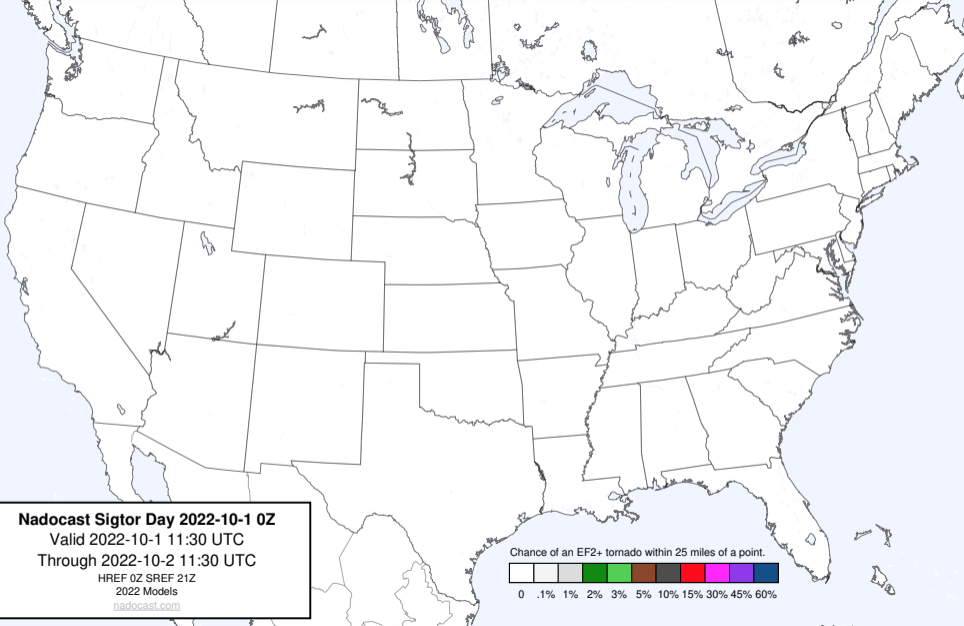 Nadocast Sigtor Day 2022-10-1 0Z
Valid 2022-10-1 11:30 UTC
Through 2022-10-2 11:30 UTC
HREF 0Z SREF 21Z
2022 Models
nadocast.com
Chance of an EF2+ tornado within 25 miles of a point.
0 .1% 1% 2% 3% 5% 10% 15% 30% 45% 60%